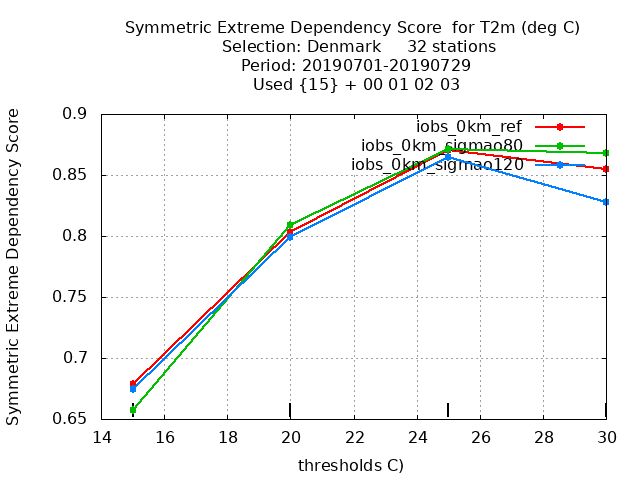 Symmetric Extreme Dependency Score  for T2m (deg C)
Selection: Denmark     32 stations
Period: 20190701-20190729
Used {15} + 00 01 02 03
Symmetric Extreme Dependency Score
0.9
0.85
0.8
0.75
0.7
0.65
iobs_0km_ref
iobs_0km_sigmao80
iobs_0km_sigmao120
14 16 18 20 22 24 26 28 30
thresholds C)